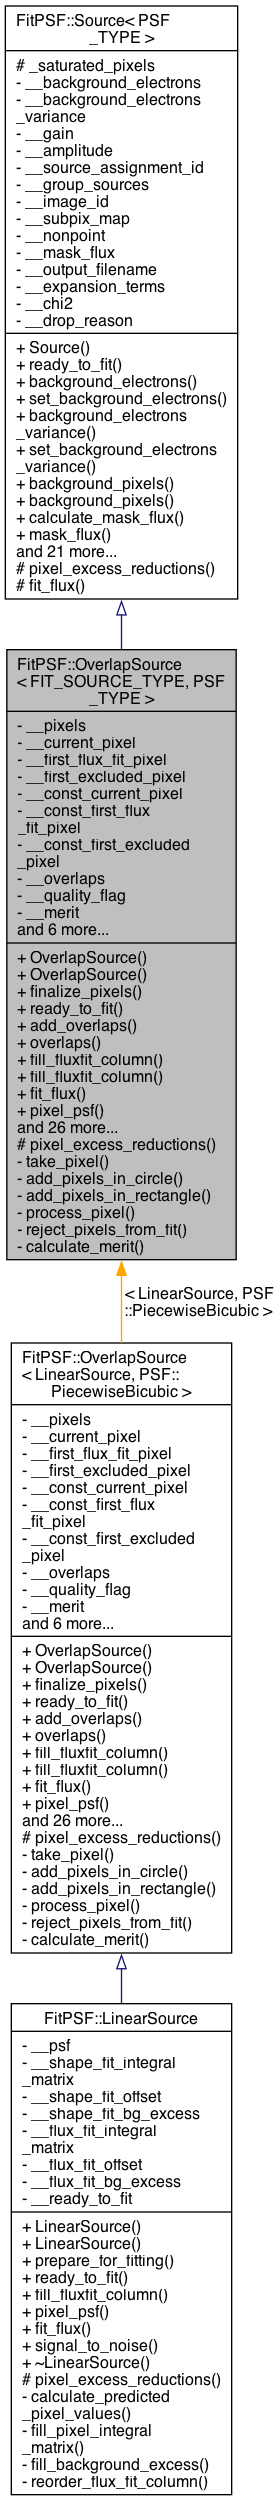 FitPSF::Source< PSF
_TYPE >
# _saturated_pixels
- __background_electrons
- __background_electrons
_variance
- __gain
- __amplitude
- __source_assignment_id
- __group_sources
- __image_id
- __subpix_map
- __nonpoint
- __mask_flux
- __output_filename
- __expansion_terms
- __chi2
- __drop_reason
+ Source()
+ ready_to_fit()
+ background_electrons()
+ set_background_electrons()
+ background_electrons
_variance()
+ set_background_electrons
_variance()
+ background_pixels()
+ background_pixels()
+ calculate_mask_flux()
+ mask_flux()
and 21 more...
# pixel_excess_reductions()
# fit_flux()
FitPSF::OverlapSource
< FIT_SOURCE_TYPE, PSF
_TYPE >
- __pixels
- __current_pixel
- __first_flux_fit_pixel
- __first_excluded_pixel
- __const_current_pixel
- __const_first_flux
_fit_pixel
- __const_first_excluded
_pixel
- __overlaps
- __quality_flag
- __merit
and 6 more...
+ OverlapSource()
+ OverlapSource()
+ finalize_pixels()
+ ready_to_fit()
+ add_overlaps()
+ overlaps()
+ fill_fluxfit_column()
+ fill_fluxfit_column()
+ fit_flux()
+ pixel_psf()
and 26 more...
# pixel_excess_reductions()
- take_pixel()
- add_pixels_in_circle()
- add_pixels_in_rectangle()
- process_pixel()
- reject_pixels_from_fit()
- calculate_merit()
< LinearSource, PSF
::PiecewiseBicubic >
FitPSF::OverlapSource
< LinearSource, PSF::
PiecewiseBicubic >
- __pixels
- __current_pixel
- __first_flux_fit_pixel
- __first_excluded_pixel
- __const_current_pixel
- __const_first_flux
_fit_pixel
- __const_first_excluded
_pixel
- __overlaps
- __quality_flag
- __merit
and 6 more...
+ OverlapSource()
+ OverlapSource()
+ finalize_pixels()
+ ready_to_fit()
+ add_overlaps()
+ overlaps()
+ fill_fluxfit_column()
+ fill_fluxfit_column()
+ fit_flux()
+ pixel_psf()
and 26 more...
# pixel_excess_reductions()
- take_pixel()
- add_pixels_in_circle()
- add_pixels_in_rectangle()
- process_pixel()
- reject_pixels_from_fit()
- calculate_merit()
FitPSF::LinearSource
- __psf
- __shape_fit_integral
_matrix
- __shape_fit_offset
- __shape_fit_bg_excess
- __flux_fit_integral
_matrix
- __flux_fit_offset
- __flux_fit_bg_excess
- __ready_to_fit
+ LinearSource()
+ LinearSource()
+ prepare_for_fitting()
+ ready_to_fit()
+ fill_fluxfit_column()
+ pixel_psf()
+ fit_flux()
+ signal_to_noise()
+ ~LinearSource()
# pixel_excess_reductions()
- calculate_predicted
_pixel_values()
- fill_pixel_integral
_matrix()
- fill_background_excess()
- reorder_flux_fit_column()